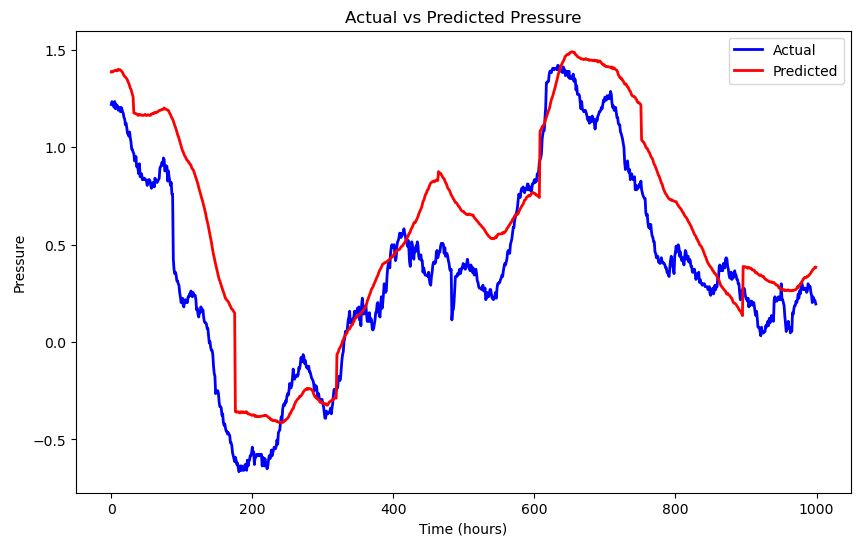 Actual vs Predicted Pressure
Actual
Predicted
1.5
1.0
0.5
0.0
−0.5
Pressure
0
200
400
600
800
1000
Time (hours)